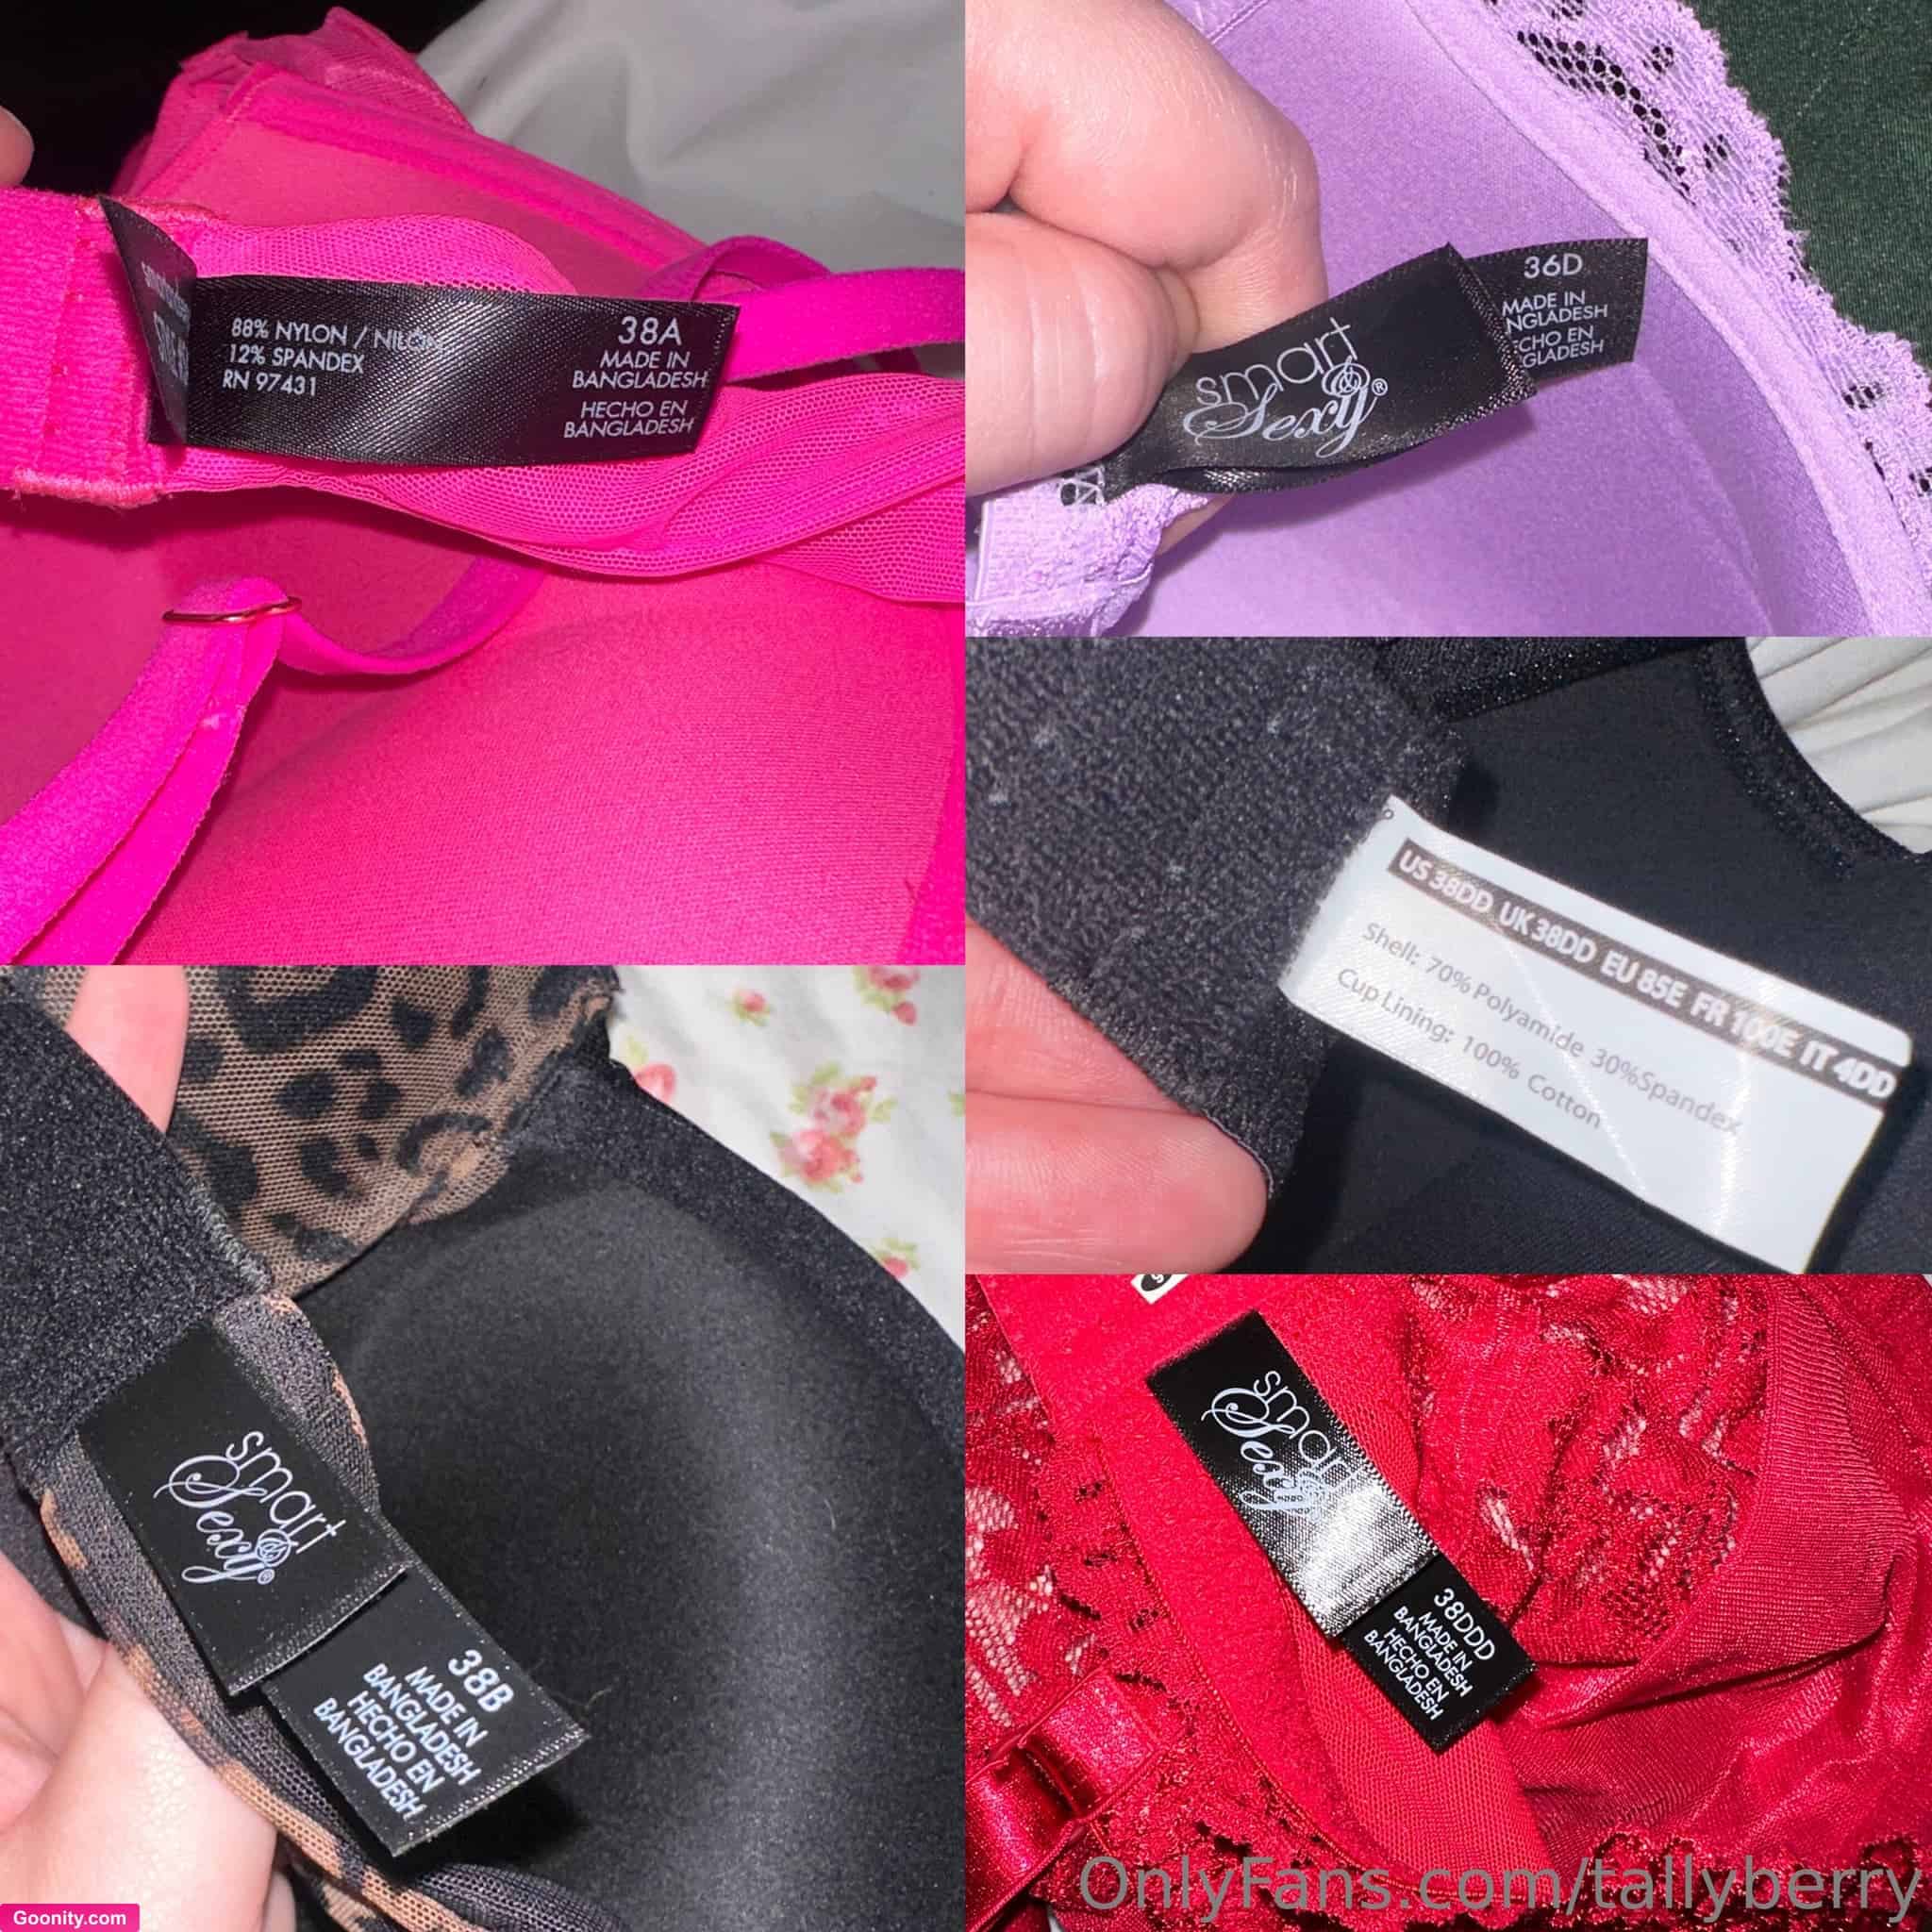 88% NYLON / NILON
12% SPANDEX
RN 97431
38A
MADE IN
BANGLADESH
HECHO EN
BANGLADESH
smart
& Sexy®
36D
MADE IN
NGLADESH
CHO EN
GLADESH
US 38DD UK 38DD EU 85E FR 100E IT 4DD
Shell: 70% Polyamide 30%Spandex
Cup Lining: 100% Cotton
smart
& Sexy®
38B
MADE IN
BANGLADESH
HECHO EN
BANGLADESH
smart
& Sexy
38DDD
MADE IN
BANGLADESH
HECHO EN
BANGLADESH
OnlyFans.com/tallyberry
Goonity.com